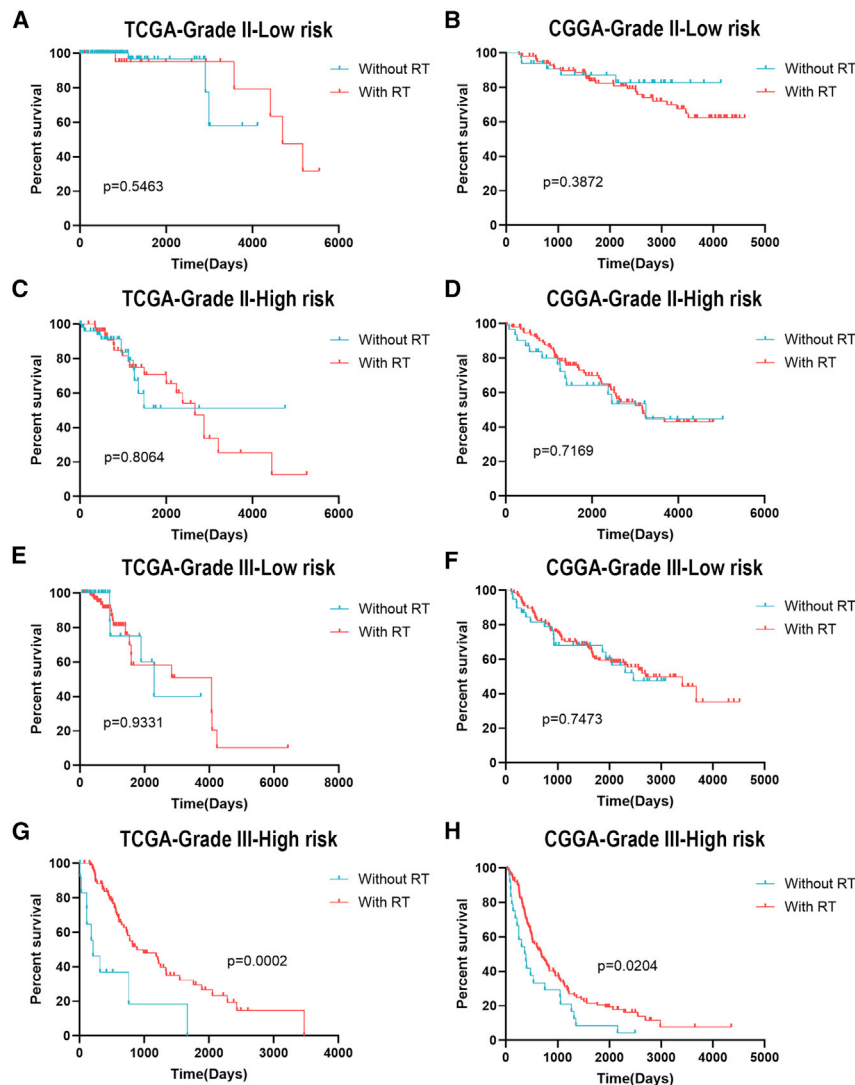 A
TCGA-Grade II-Low risk
Percent survival
100
80
60
40
20
0
0 2000 4000 6000
Time(Days)
Without RT
With RT
p=0.5463
B
CGGA-Grade II-Low risk
Percent survival
100
80
60
40
20
0
0 1000 2000 3000 4000 5000
Time(Days)
Without RT
With RT
p=0.3872
C
TCGA-Grade II-High risk
Percent survival
100
80
60
40
20
0
0 2000 4000 6000
Time(Days)
Without RT
With RT
p=0.8064
D
CGGA-Grade II-High risk
Percent survival
100
80
60
40
20
0
0 2000 4000 6000
Time(Days)
Without RT
With RT
p=0.7169
E
TCGA-Grade III-Low risk
Percent survival
100
80
60
40
20
0
0 2000 4000 6000 8000
Time(Days)
Without RT
With RT
p=0.9331
F
CGGA-Grade III-Low risk
Percent survival
100
80
60
40
20
0
0 1000 2000 3000 4000 5000
Time(Days)
Without RT
With RT
p=0.7473
G
TCGA-Grade III-High risk
Percent survival
100
80
60
40
20
0
0 1000 2000 3000 4000
Time(Days)
Without RT
With RT
p=0.0002
H
CGGA-Grade III-High risk
Percent survival
100
80
60
40
20
0
0 1000 2000 3000 4000 5000
Time(Days)
Without RT
With RT
p=0.0204